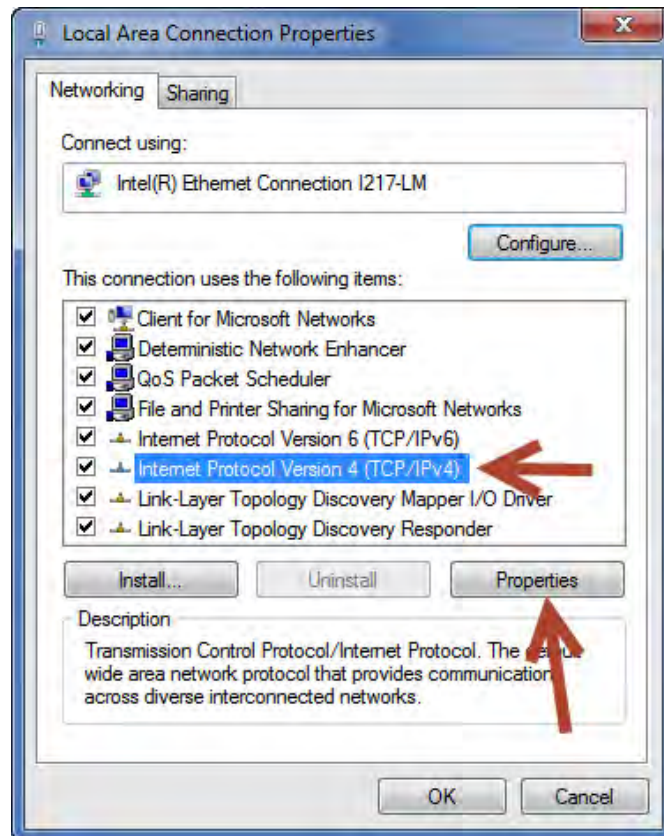 Local Area Connection Properties
Networking
Sharing
Connect using:
Intel(R) Ethernet Connection I217-LM
Configure...
This connection uses the following items:
Client for Microsoft Networks
Deterministic Network Enhancer
QoS Packet Scheduler
File and Printer Sharing for Microsoft Networks
Internet Protocol Version 6 (TCP/IPv6)
Internet Protocol Version 4 (TCP/IPv4)
Link-Layer Topology Discovery Mapper I/O Driver
Link-Layer Topology Discovery Responder
Install...
Uninstall
Properties
Description
Transmission Control Protocol/Internet Protocol. The
wide area network protocol that provides communication
across diverse interconnected networks.
OK
Cancel